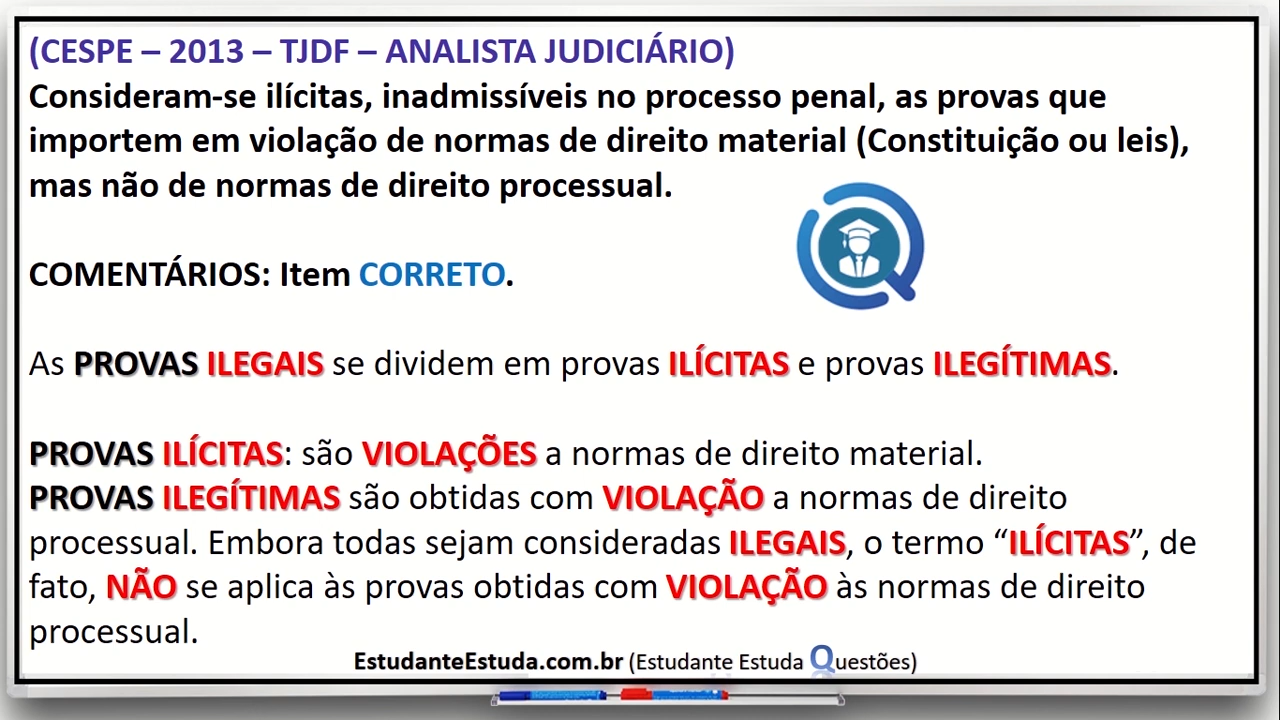 (CESPE – 2013 – TJDF – ANALISTA JUDICIÁRIO)
Consideram-se ilícitas, inadmissíveis no processo penal, as provas que
importem em violação de normas de direito material (Constituição ou leis),
mas não de normas de direito processual.
COMENTÁRIOS: Item CORRETO.
As PROVAS ILEGAIS se dividem em provas ILÍCITAS e provas ILEGÍTIMAS.
PROVAS ILÍCITAS: são VIOLAÇÕES a normas de direito material.
PROVAS ILEGÍTIMAS são obtidas com VIOLAÇÃO a normas de direito
processual. Embora todas sejam consideradas ILEGAIS, o termo “ILÍCITAS”, de
fato, NÃO se aplica às provas obtidas com VIOLAÇÃO às normas de direito
processual.
EstudanteEstuda.com.br (Estudante Estuda Questões)